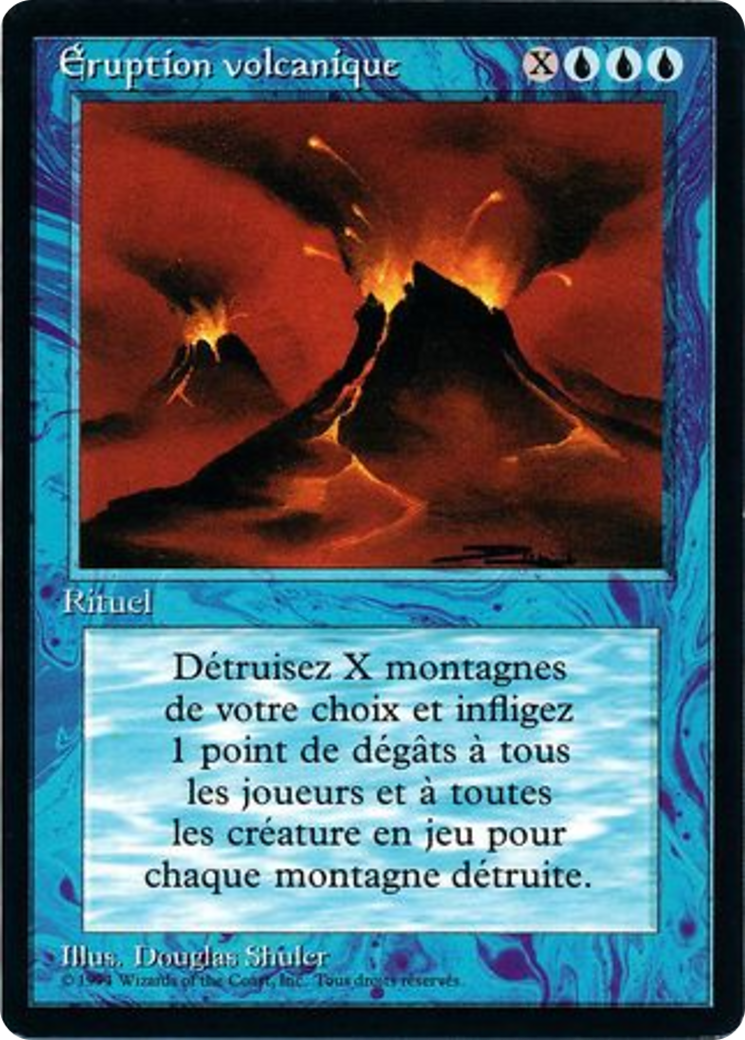 Éruption volcanique X
Rituel
Détruisez X montagnes
de votre choix et infligez
1 point de dégâts à tous
les joueurs et à toutes
les créature en jeu pour
chaque montagne détruite.
Illus. Douglas Shuler
© 1994 Wizards of the Coast, Inc. Tous droits réservés.